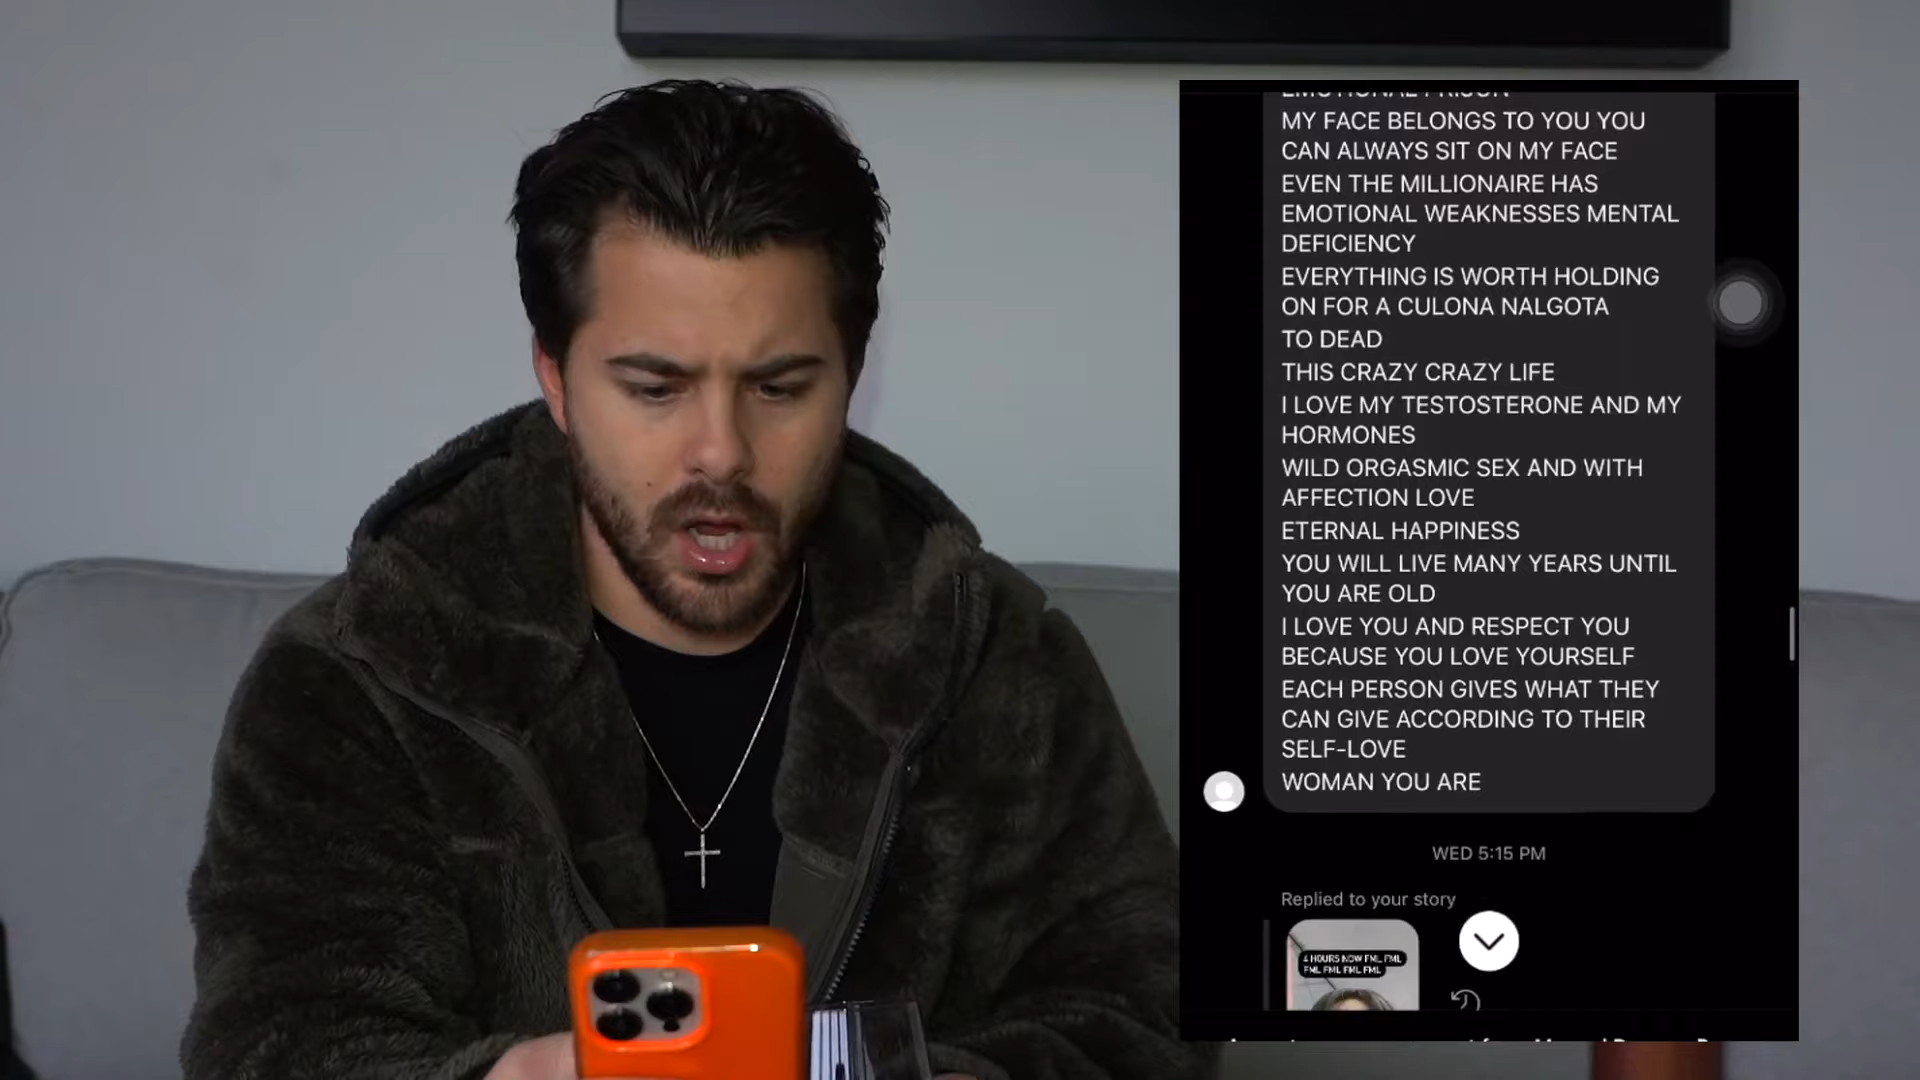 MY FACE BELONGS TO YOU YOU
CAN ALWAYS SIT ON MY FACE
EVEN THE MILLIONAIRE HAS
EMOTIONAL WEAKNESSES MENTAL
DEFICIENCY
EVERYTHING IS WORTH HOLDING
ON FOR A CULONA NALGOTA
TO DEAD
THIS CRAZY CRAZY LIFE
I LOVE MY TESTOSTERONE AND MY
HORMONES
WILD ORGASMIC SEX AND WITH
AFFECTION LOVE
ETERNAL HAPPINESS
YOU WILL LIVE MANY YEARS UNTIL
YOU ARE OLD
I LOVE YOU AND RESPECT YOU
BECAUSE YOU LOVE YOURSELF
EACH PERSON GIVES WHAT THEY
CAN GIVE ACCORDING TO THEIR
SELF-LOVE
WOMAN YOU ARE
WED 5:15 PM
Replied to your story
4 HOURS NOW FML FML
FML FML FML FML